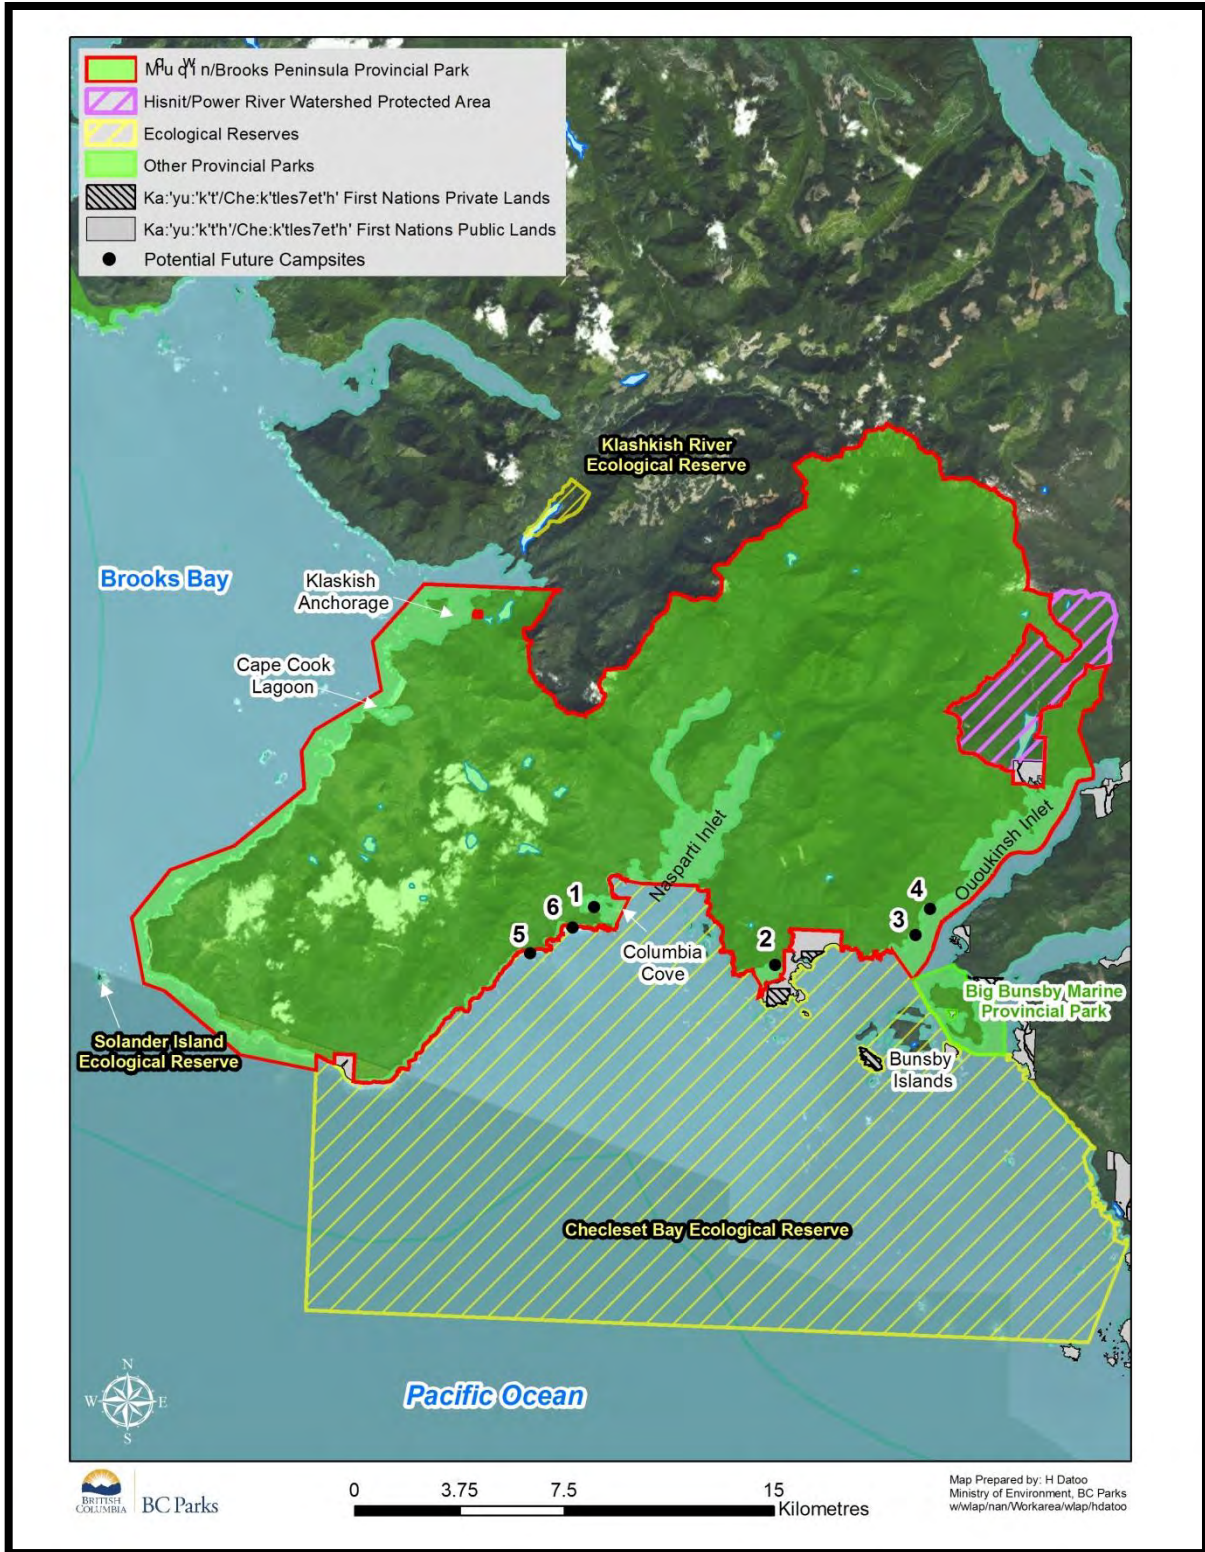 Muqqwin/Brooks Peninsula Provincial Park
Hisnit/Power River Watershed Protected Area
Ecological Reserves
Other Provincial Parks
Ka:'yu:'k't'/Che:k'tles7et'h' First Nations Private Lands
Ka:'yu:'k't'h'/Che:k'tles7et'h' First Nations Public Lands
Potential Future Campsites
Klashkish River
Ecological Reserve
Brooks Bay
Klaskish
Anchorage
Cape Cook
Lagoon
Nasparti Inlet
Ououkinsh Inlet
1
6
5
4
3
2
Columbia
Cove
Big Bunsby Marine
Provincial Park
Solander Island
Ecological Reserve
Bunsby
Islands
Checleset Bay Ecological Reserve
N
W
E
S
Pacific Ocean
BRITISH
COLUMBIA
BC Parks
0
3.75
7.5
15
Kilometres
Map Prepared by: H Datoo
Ministry of Environment, BC Parks
w/wlap/nan/Workarea/wlap/hdatoo